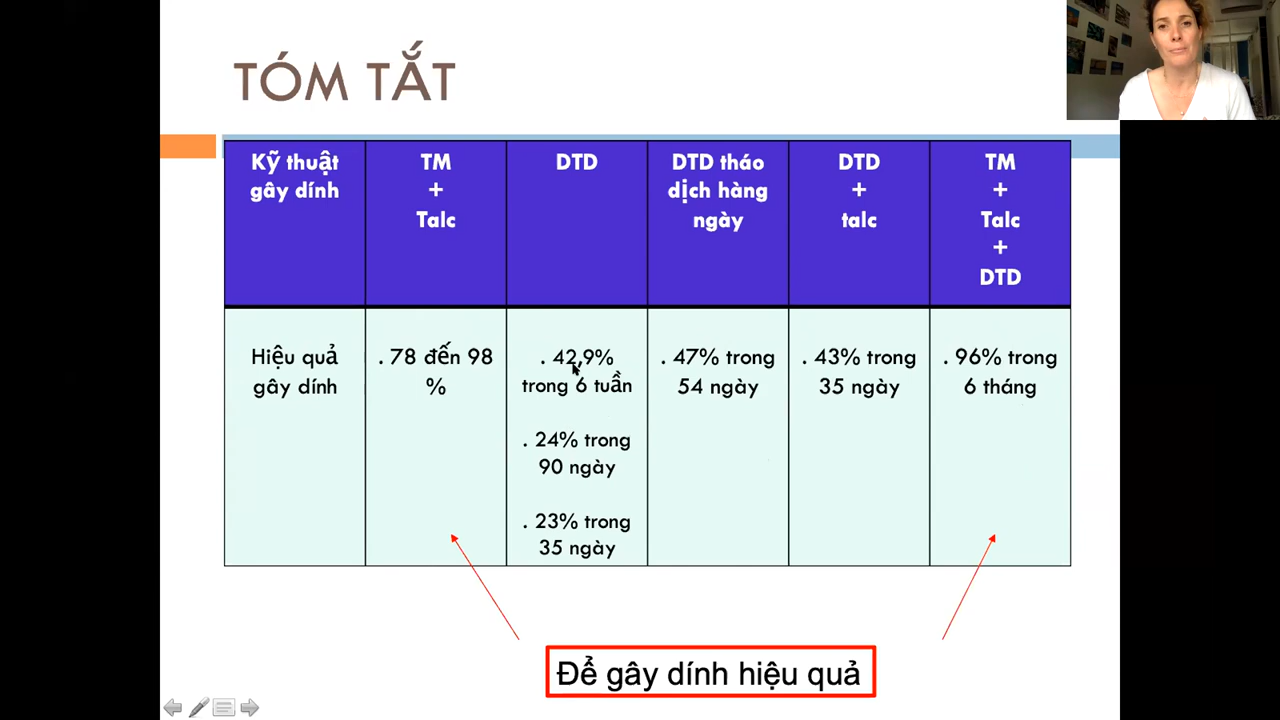 TÓM TẮT
Kỹ thuật
gây dính
TM
+
Talc
DTD
DTD tháo
dịch hàng
ngày
DTD
+
talc
TM
+
Talc
+
DTD
Hiệu quả
gây dính
. 78 đến 98
%
. 42,9%
trong 6 tuần
. 24% trong
90 ngày
. 23% trong
35 ngày
. 47% trong
54 ngày
. 43% trong
35 ngày
. 96% trong
6 tháng
Để gây dính hiệu quả